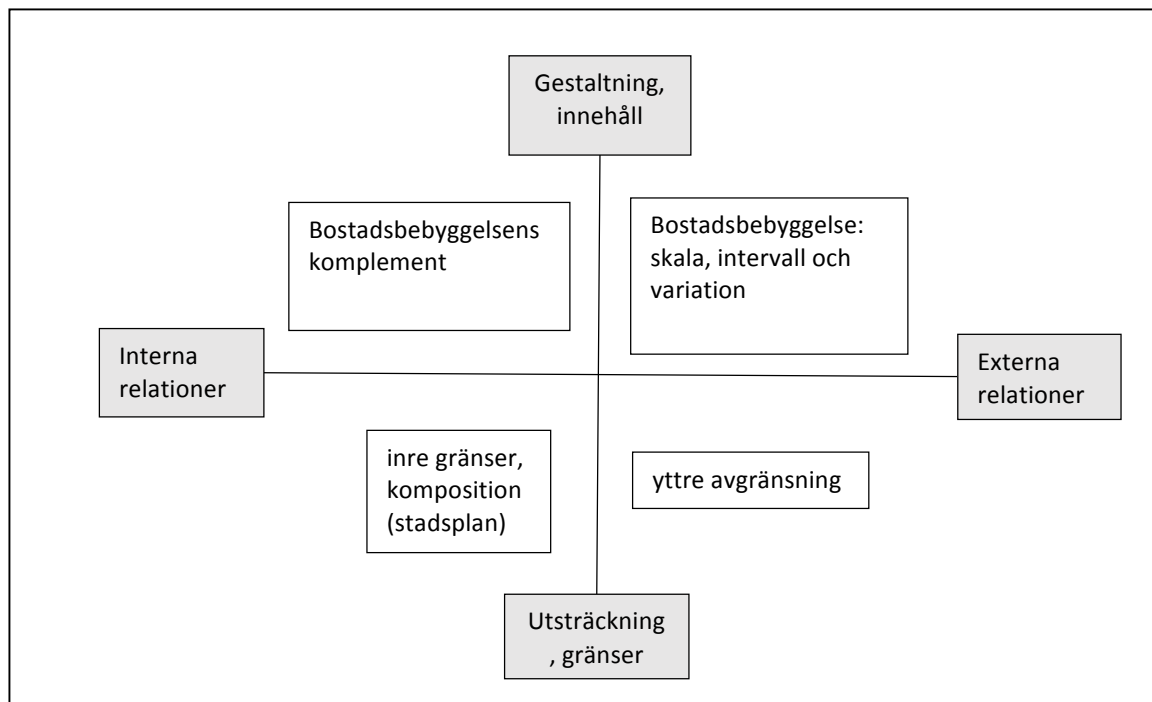 Gestaltning,
innehåll
Bostadsbebyggelsens
komplement
Bostadsbebyggelse:
skala, intervall och
variation
Interna
relationer
Externa
relationer
inre gränser,
komposition
(stadsplan)
yttre avgränsning
Utsträckning
, gränser